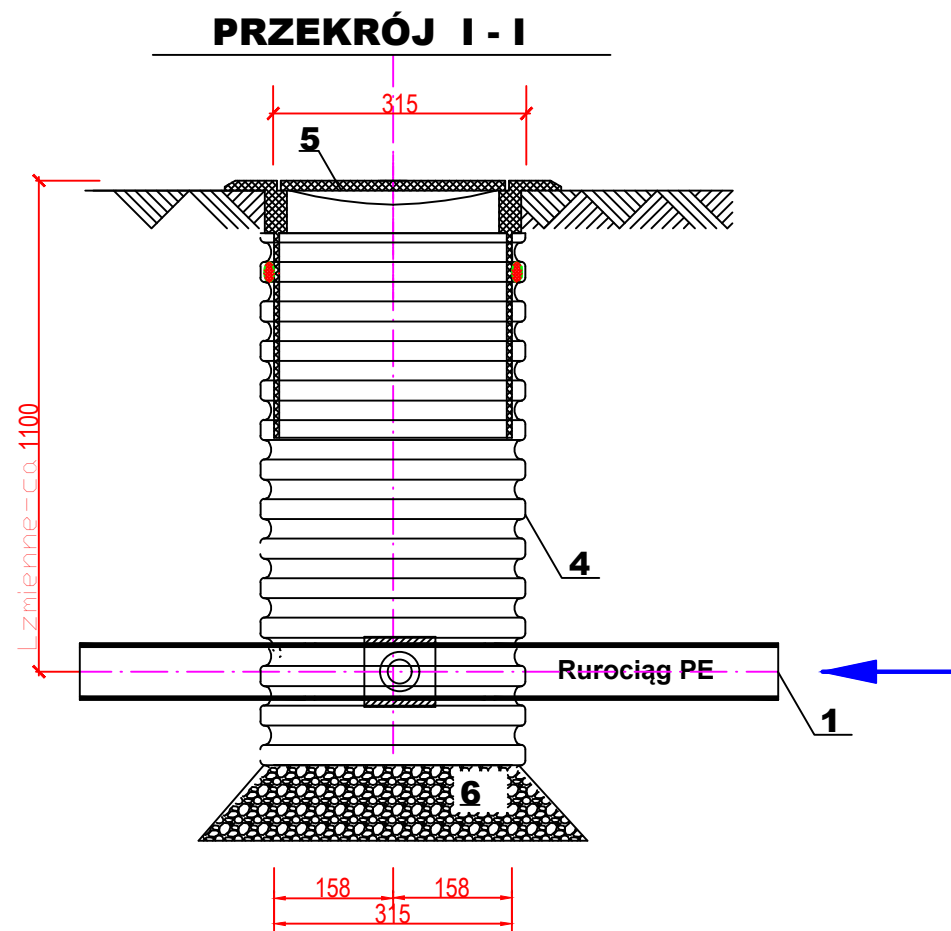 PRZEKRÓJ I - I
315
5
L zmienne-ca 1100
4
Rurociąg PE
1
6
158 158
315